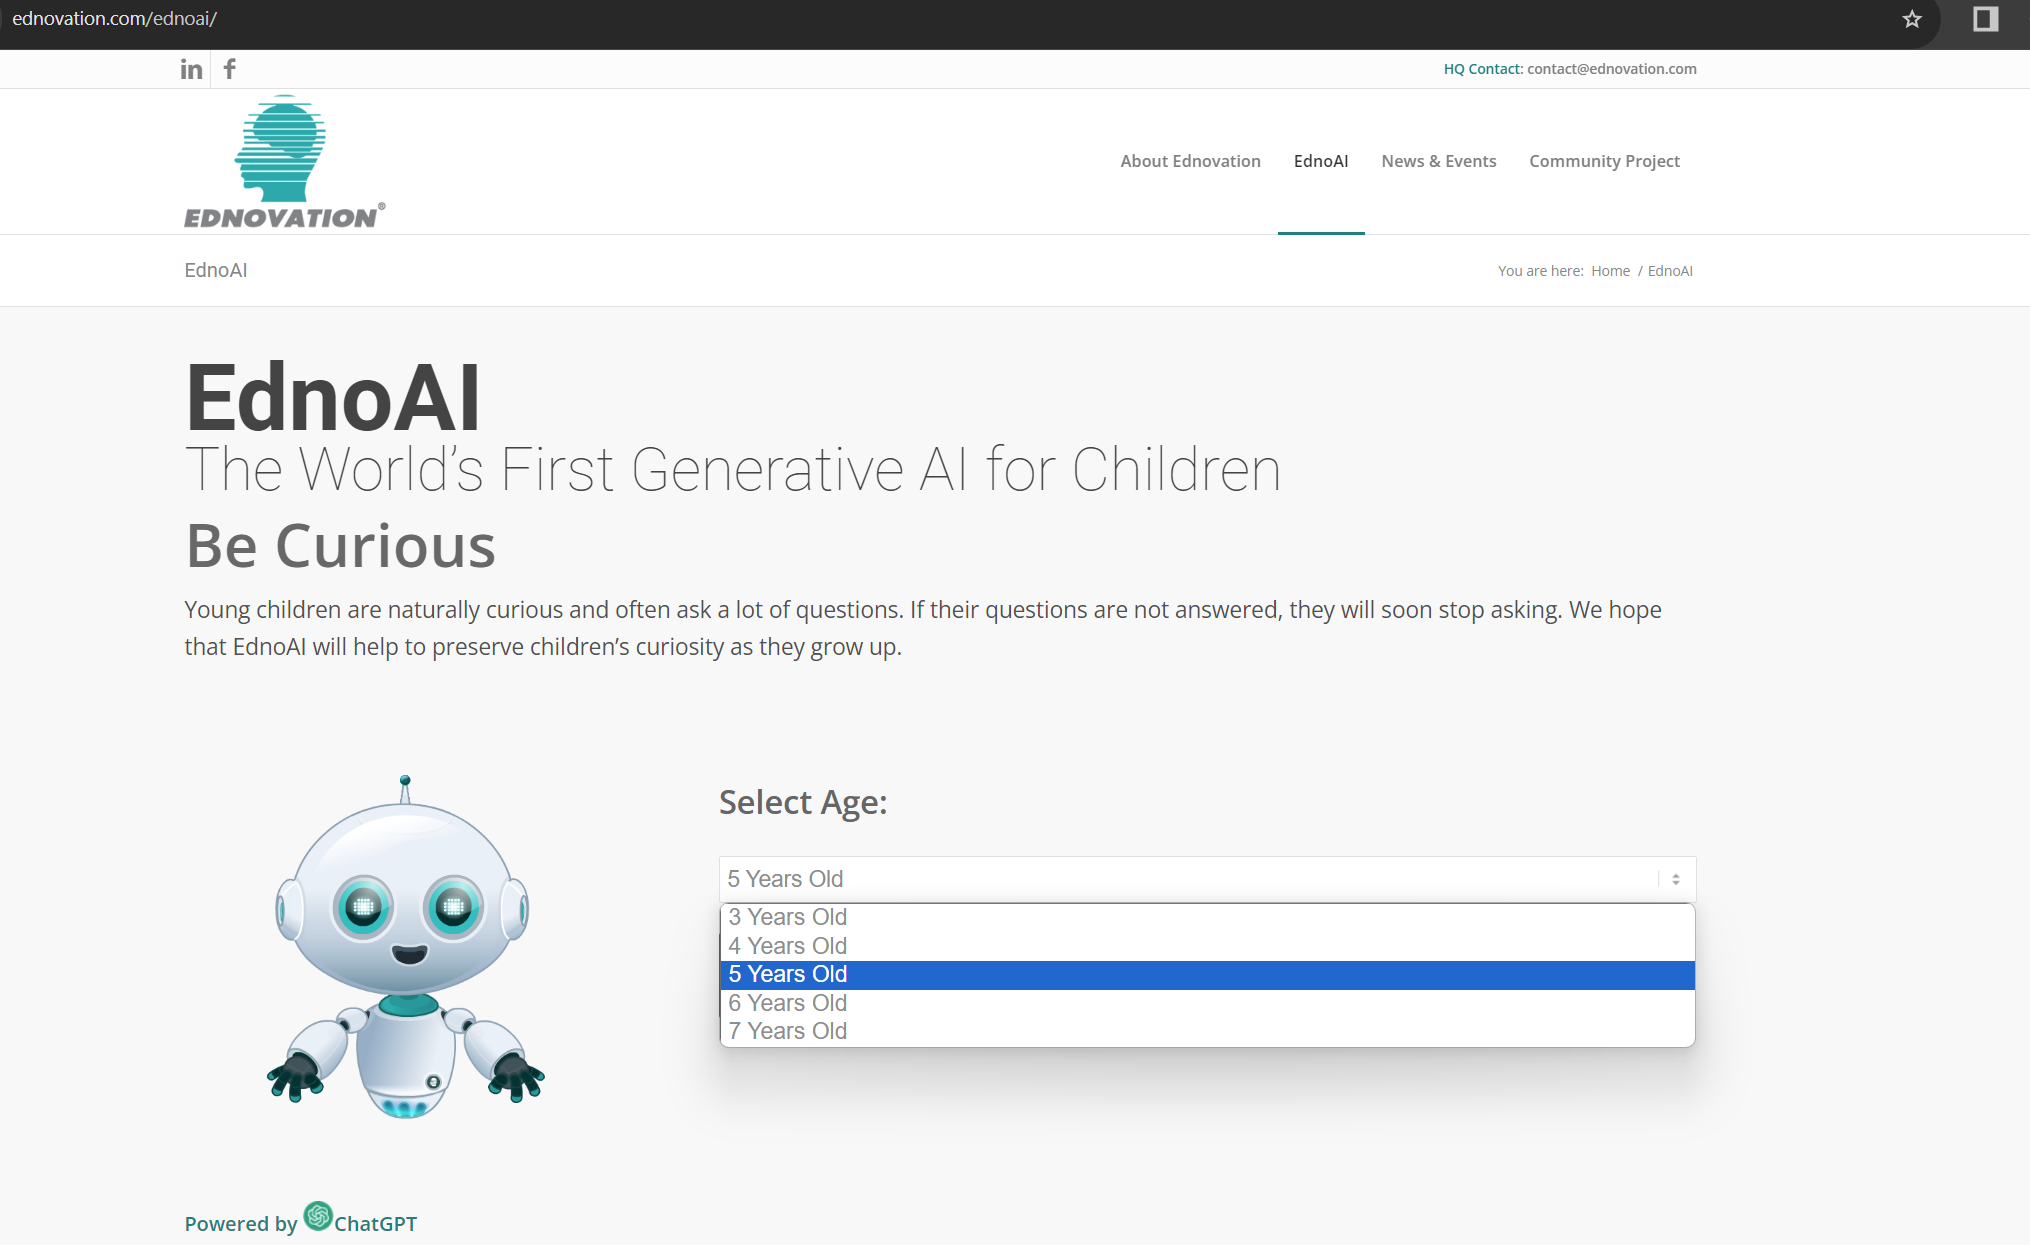 ednovation.com/ednoai/
in f
HQ Contact: contact@ednovation.com
EDNOVATION®
About Ednovation EdnoAI News & Events Community Project
EdnoAI
You are here: Home / EdnoAI
EdnoAI
The World’s First Generative AI for Children
Be Curious
Young children are naturally curious and often ask a lot of questions. If their questions are not answered, they will soon stop asking. We hope
that EdnoAI will help to preserve children’s curiosity as they grow up.
Select Age:
5 Years Old
3 Years Old
4 Years Old
5 Years Old
6 Years Old
7 Years Old
Powered by ChatGPT